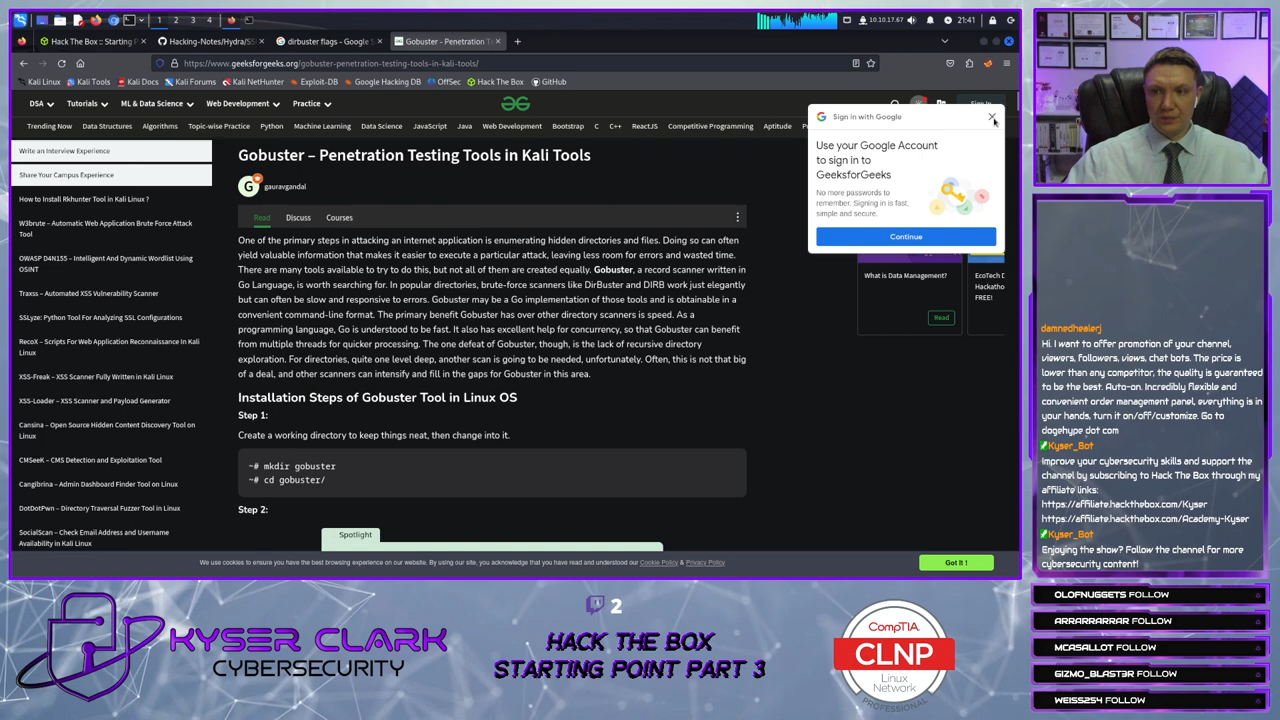 1 2 3 4
10.10.17.67
21:41
Hack The Box :: Starting P
Hacking-Notes/Hydra/SS
dirbuster flags - Google S
Gobuster - Penetration T
https://www.geeksforgeeks.org/gobuster-penetration-testing-tools-in-kali-tools/
Kali Linux
Kali Tools
Kali Docs
Kali Forums
Kali NetHunter
Exploit-DB
Google Hacking DB
OffSec
Hack The Box
GitHub
DSA
Tutorials
ML & Data Science
Web Development
Practice
Sign In
Trending Now
Data Structures
Algorithms
Topic-wise Practice
Python
Machine Learning
Data Science
JavaScript
Java
Web Development
Bootstrap
C
C++
ReactJS
Competitive Programming
Aptitude
Write an Interview Experience
Share Your Campus Experience
How to Install Rkhunter Tool in Kali Linux ?
W3brute – Automatic Web Application Brute Force Attack
Tool
OWASP D4N155 – Intelligent And Dynamic Wordlist Using
OSINT
Traxss – Automated XSS Vulnerability Scanner
SSLyze: Python Tool For Analyzing SSL Configurations
RecoX – Scripts For Web Application Reconnaissance In Kali
Linux
XSS-Freak – XSS Scanner Fully Written in Kali Linux
XSS-Loader – XSS Scanner and Payload Generator
Cansina – Open Source Hidden Content Discovery Tool on
Linux
CMSeeK – CMS Detection and Exploitation Tool
Cangibrina – Admin Dashboard Finder Tool on Linux
DotDotPwn – Directory Traversal Fuzzer Tool in Linux
SocialScan – Check Email Address and Username
Availability in Kali Linux
Gobuster – Penetration Testing Tools in Kali Tools
G
gauravgandal
Read
Discuss
Courses
One of the primary steps in attacking an internet application is enumerating hidden directories and files. Doing so can often
yield valuable information that makes it easier to execute a particular attack, leaving less room for errors and wasted time.
There are many tools available to try to do this, but not all of them are created equally. Gobuster, a record scanner written in
Go Language, is worth searching for. In popular directories, brute-force scanners like DirBuster and DIRB work just elegantly
but can often be slow and responsive to errors. Gobuster may be a Go implementation of those tools and is obtainable in a
convenient command-line format. The primary benefit Gobuster has over other directory scanners is speed. As a
programming language, Go is understood to be fast. It also has excellent help for concurrency, so that Gobuster can benefit
from multiple threads for quicker processing. The one defeat of Gobuster, though, is the lack of recursive directory
exploration. For directories, quite one level deep, another scan is going to be needed, unfortunately. Often, this is not that big
of a deal, and other scanners can intensify and fill in the gaps for Gobuster in this area.
Installation Steps of Gobuster Tool in Linux OS
Step 1:
Create a working directory to keep things neat, then change into it.
~# mkdir gobuster
~# cd gobuster/
Step 2:
Spotlight
Sign in with Google
Use your Google Account
to sign in to
GeeksforGeeks
No more passwords to
remember. Signing in is fast,
simple and secure.
Continue
What is Data Management?
Read
EcoTech D
Hackatho
FREE!
We use cookies to ensure you have the best browsing experience on our website. By using our site, you acknowledge that you have read and understood our Cookie Policy & Privacy Policy
Got It !
damnedhealerj
Hi. I want to offer promotion of your channel,
viewers, followers, views, chat bots. The price is
lower than any competitor, the quality is guaranteed
to be the best. Auto-on. Incredibly flexible and
convenient order management panel, everything is in
your hands, turn it on/off/customize. Go to
dogehype dot com
Kyser_Bot
Improve your cybersecurity skills and support the
channel by subscribing to Hack The Box through my
affiliate links:
https://affiliate.hackthebox.com/Kyser
https://affiliate.hackthebox.com/Academy-Kyser
Kyser_Bot
Enjoying the show? Follow the channel for more
cybersecurity content!
OLOFNUGGETS FOLLOW
ARRARRARRAR FOLLOW
MCASALLOT FOLLOW
GIZMO_BLAST3R FOLLOW
WEISS254 FOLLOW
KYSER CLARK
CYBERSECURITY
2
HACK THE BOX
STARTING POINT PART 3
CompTIA
CLNP
Linux
Network
PROFESSIONAL